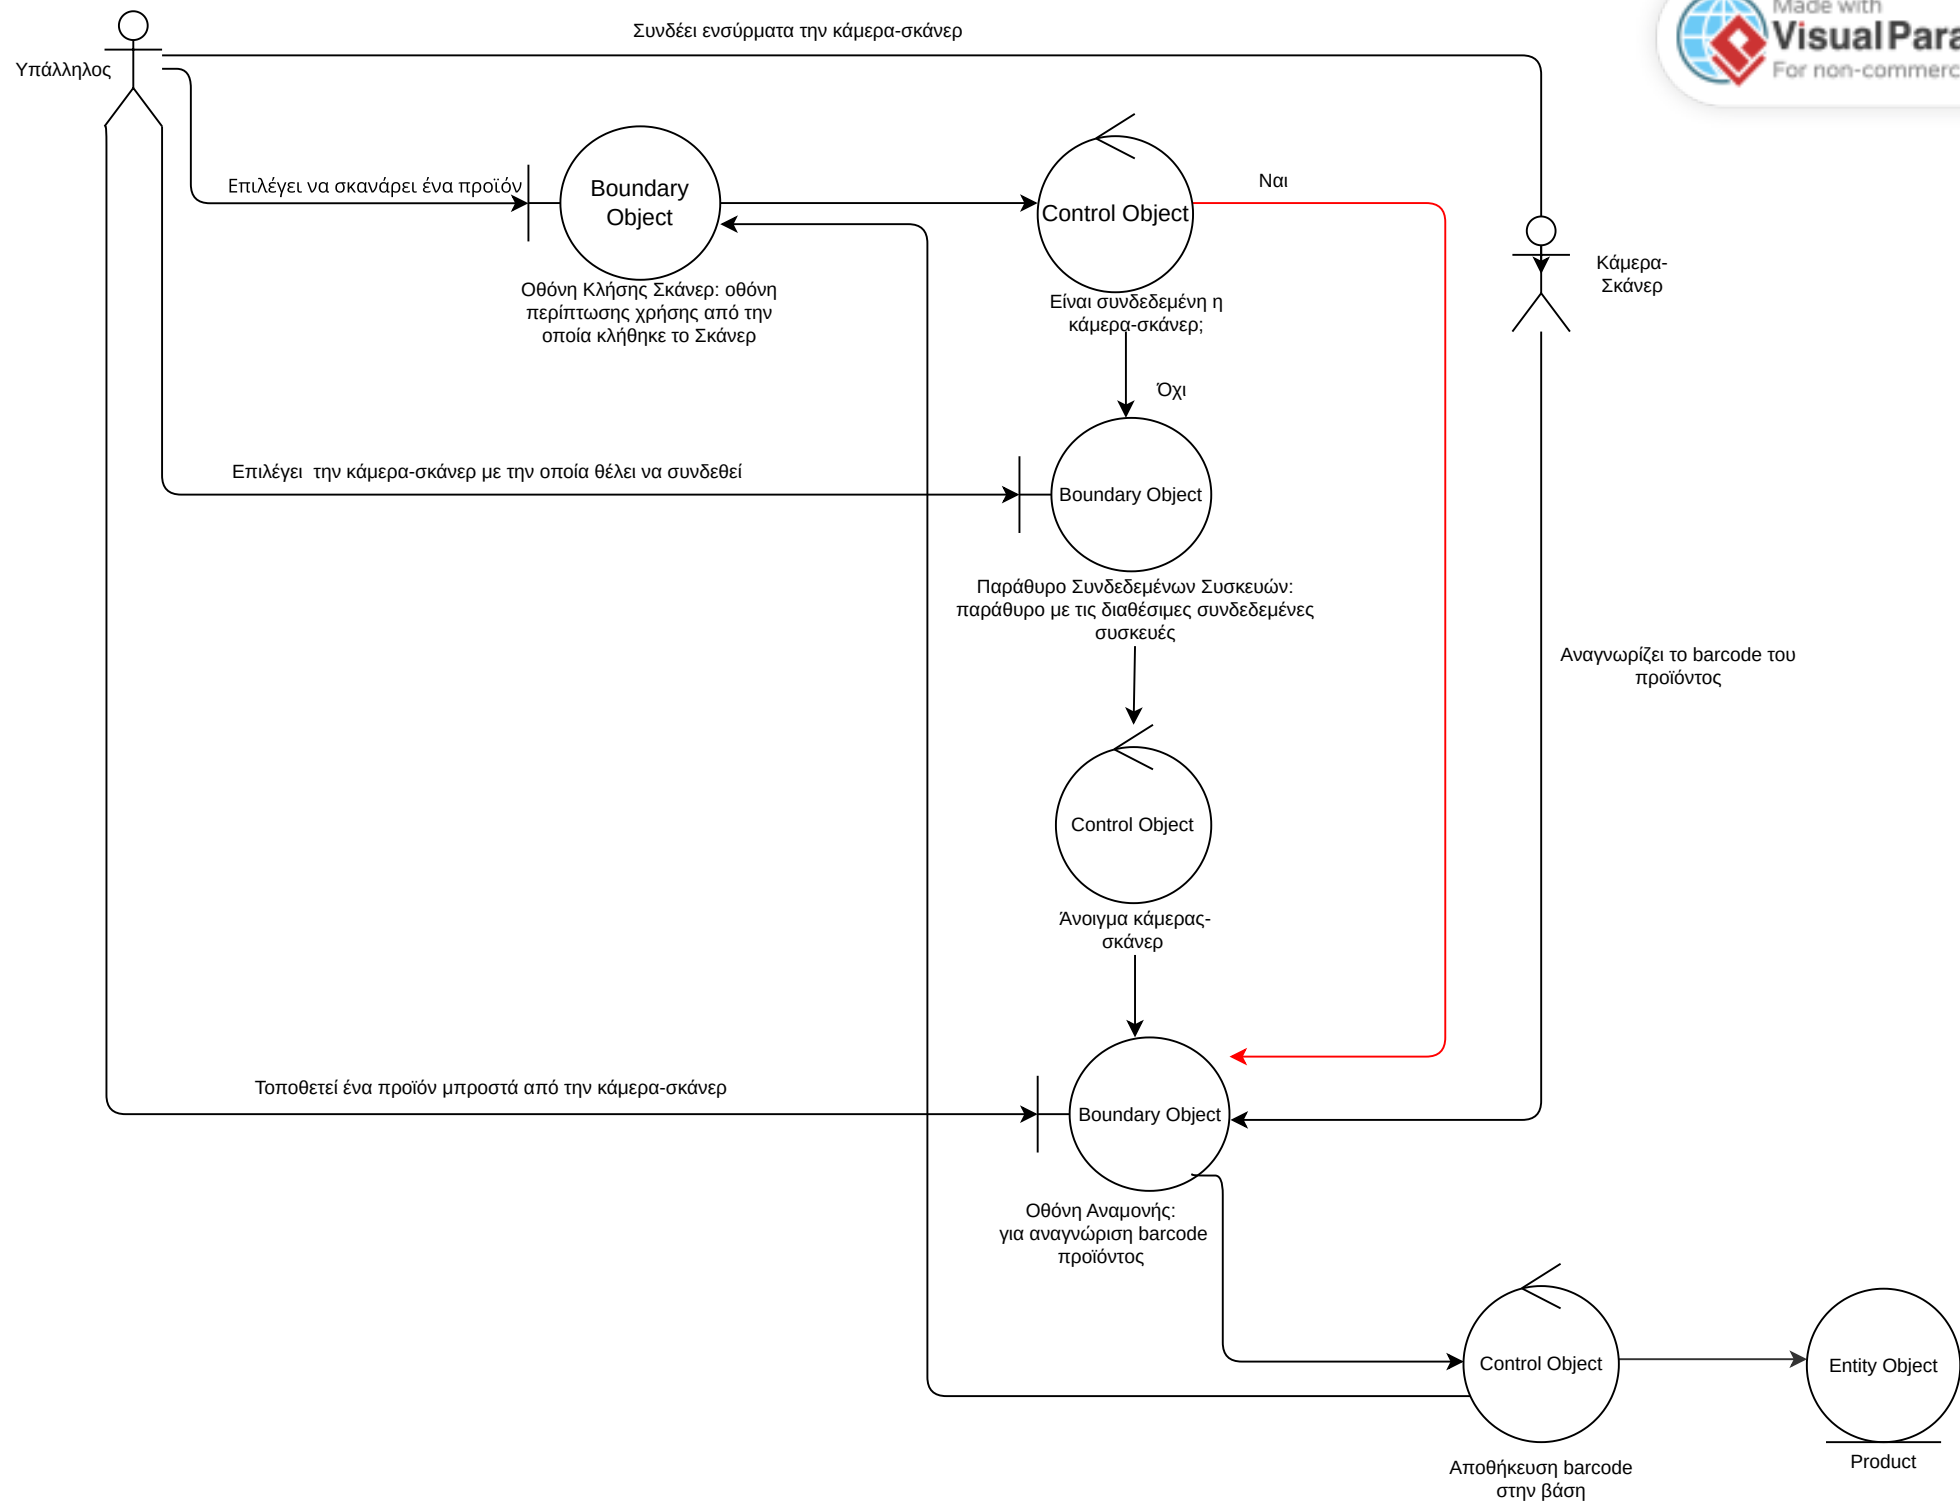 Made with
Visual Para
For non-commerc
Συνδέει ενσύρματα την κάμερα-σκάνερ
Υπάλληλος
Επιλέγει να σκανάρει ένα προϊόν
Boundary
Object
Control Object
Ναι
Κάμερα-
Σκάνερ
Οθόνη Κλήσης Σκάνερ: οθόνη
περίπτωσης χρήσης από την
οποία κλήθηκε το Σκάνερ
Είναι συνδεδεμένη η
κάμερα-σκάνερ;
Όχι
Επιλέγει  την κάμερα-σκάνερ με την οποία θέλει να συνδεθεί
Boundary Object
Παράθυρο Συνδεδεμένων Συσκευών:
παράθυρο με τις διαθέσιμες συνδεδεμένες
συσκευές
Αναγνωρίζει το barcode του
προϊόντος
Control Object
Άνοιγμα κάμερας-
σκάνερ
Τοποθετεί ένα προϊόν μπροστά από την κάμερα-σκάνερ
Boundary Object
Οθόνη Αναμονής:
για αναγνώριση barcode
προϊόντος
Control Object
Entity Object
Αποθήκευση barcode
στην βάση
Product